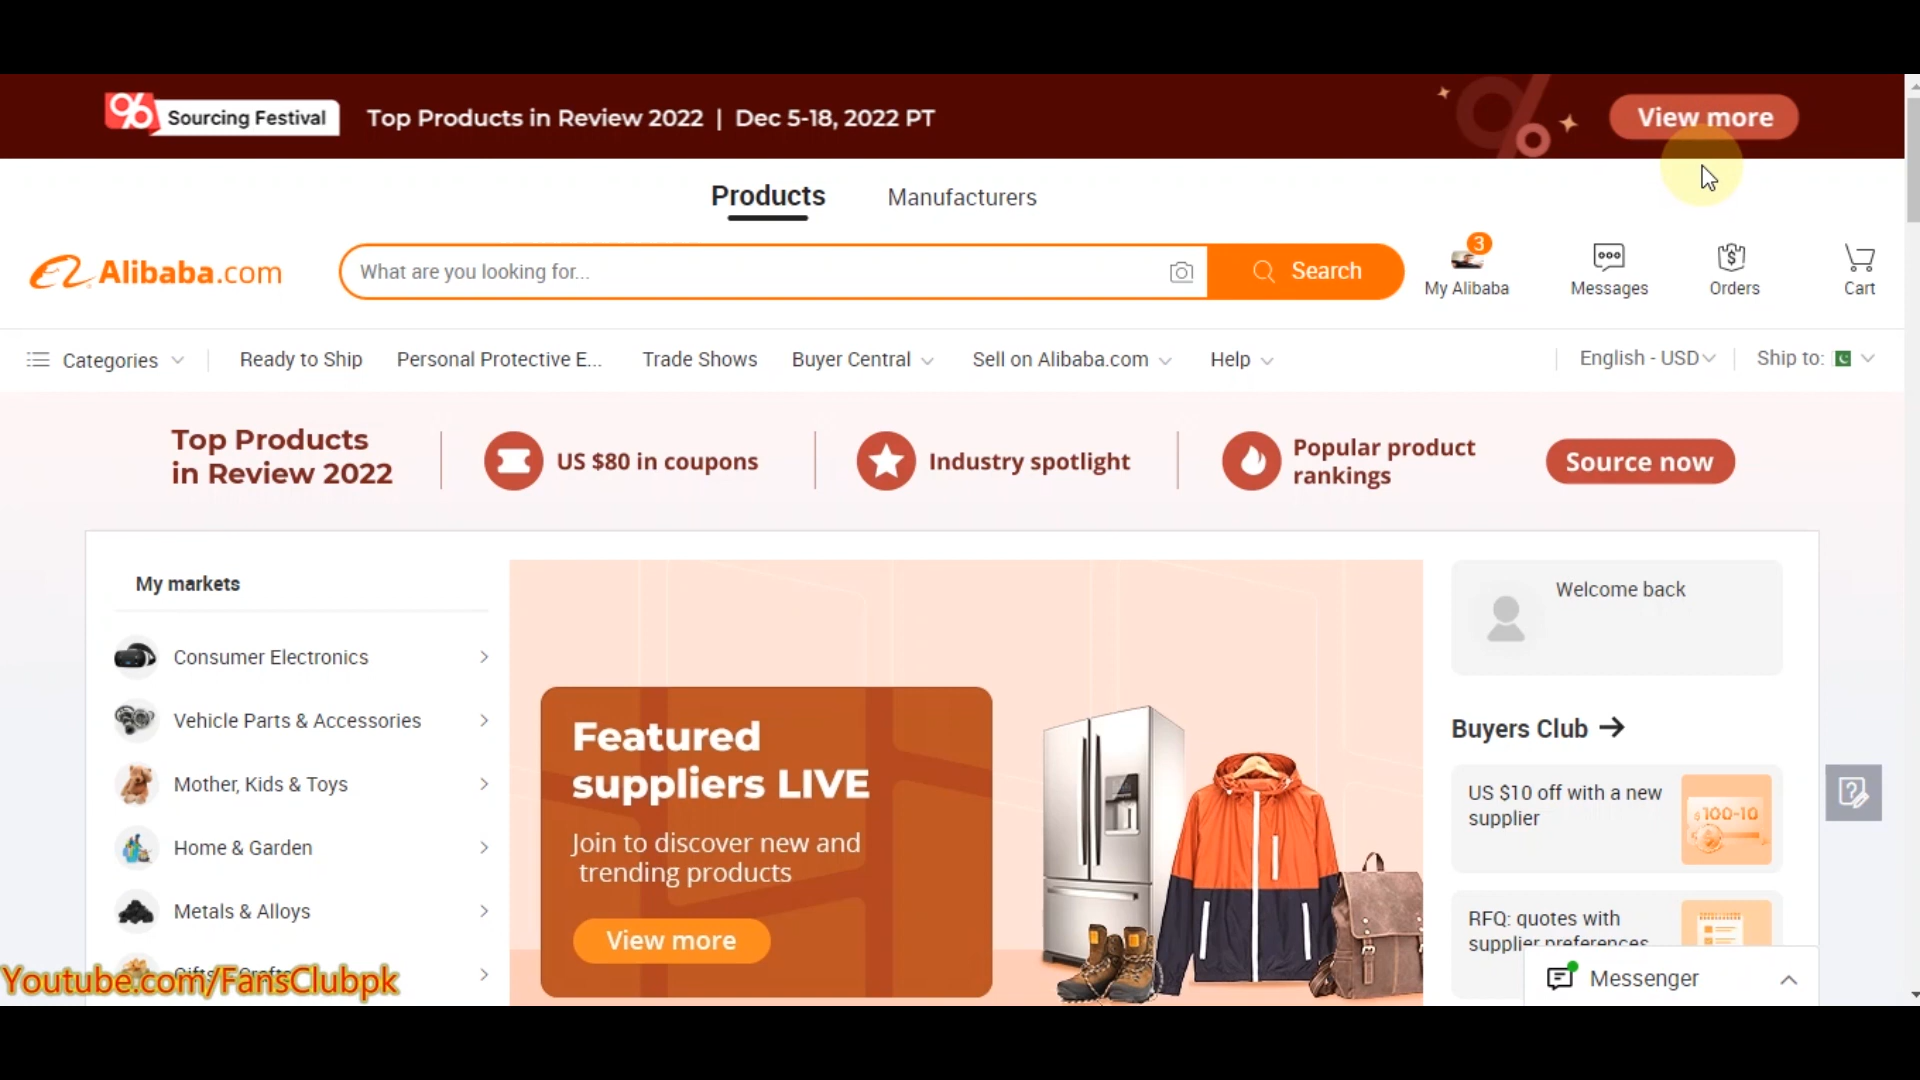 96 Sourcing Festival
Top Products in Review 2022 | Dec 5-18, 2022 PT
View more
Products
Manufacturers
Alibaba.com
What are you looking for...
Search
3
My Alibaba
Messages
Orders
Cart
Categories
Ready to Ship
Personal Protective E...
Trade Shows
Buyer Central
Sell on Alibaba.com
Help
English - USD
Ship to:
Top Products
in Review 2022
US $80 in coupons
Industry spotlight
Popular product
rankings
Source now
My markets
Consumer Electronics
Vehicle Parts & Accessories
Mother, Kids & Toys
Home & Garden
Metals & Alloys
Youtube.com/FansClubpk
Featured
suppliers LIVE
Join to discover new and
trending products
View more
Welcome back
Buyers Club
US $10 off with a new
supplier
$100-10
RFQ: quotes with
supplier preferences
Messenger